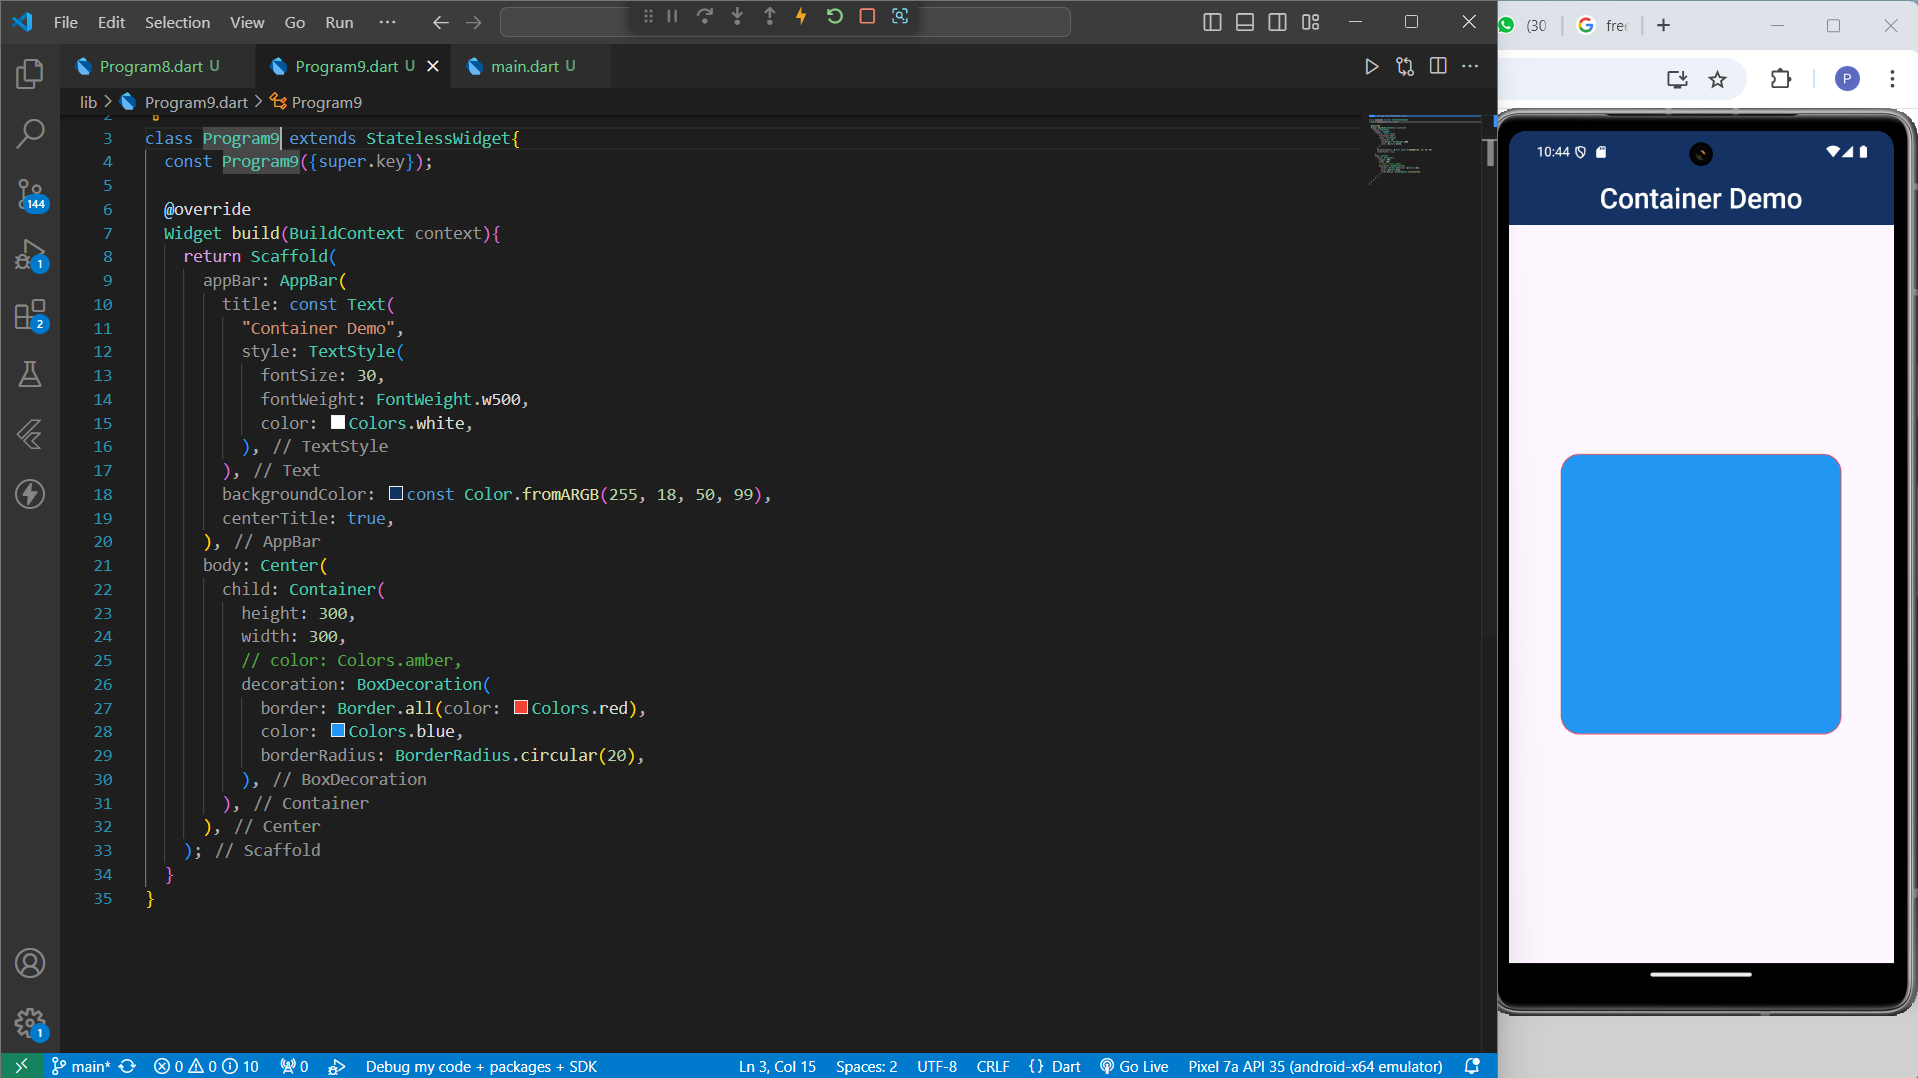 File Edit Selection View Go Run ···
Program8.dart U
Program9.dart U
main.dart U
lib > Program9.dart > Program9
2
3 class Program9 extends StatelessWidget{
4 const Program9({super.key});
5
6 @override
7 Widget build(BuildContext context){
8 return Scaffold(
9 appBar: AppBar(
10 title: const Text(
11 "Container Demo",
12 style: TextStyle(
13 fontSize: 30,
14 fontWeight: FontWeight.w500,
15 color: Colors.white,
16 ), // TextStyle
17 ), // Text
18 backgroundColor: const Color.fromARGB(255, 18, 50, 99),
19 centerTitle: true,
20 ), // AppBar
21 body: Center(
22 child: Container(
23 height: 300,
24 width: 300,
25 // color: Colors.amber,
26 decoration: BoxDecoration(
27 border: Border.all(color: Colors.red),
28 color: Colors.blue,
29 borderRadius: BorderRadius.circular(20),
30 ), // BoxDecoration
31 ), // Container
32 ), // Center
33 ); // Scaffold
34 }
35 }
144
1
2
1
main* 0 0 10 0 Debug my code + packages + SDK Ln 3, Col 15 Spaces: 2 UTF-8 CRLF {} Dart Go Live Pixel 7a API 35 (android-x64 emulator)
(30
free
P
10:44
Container Demo